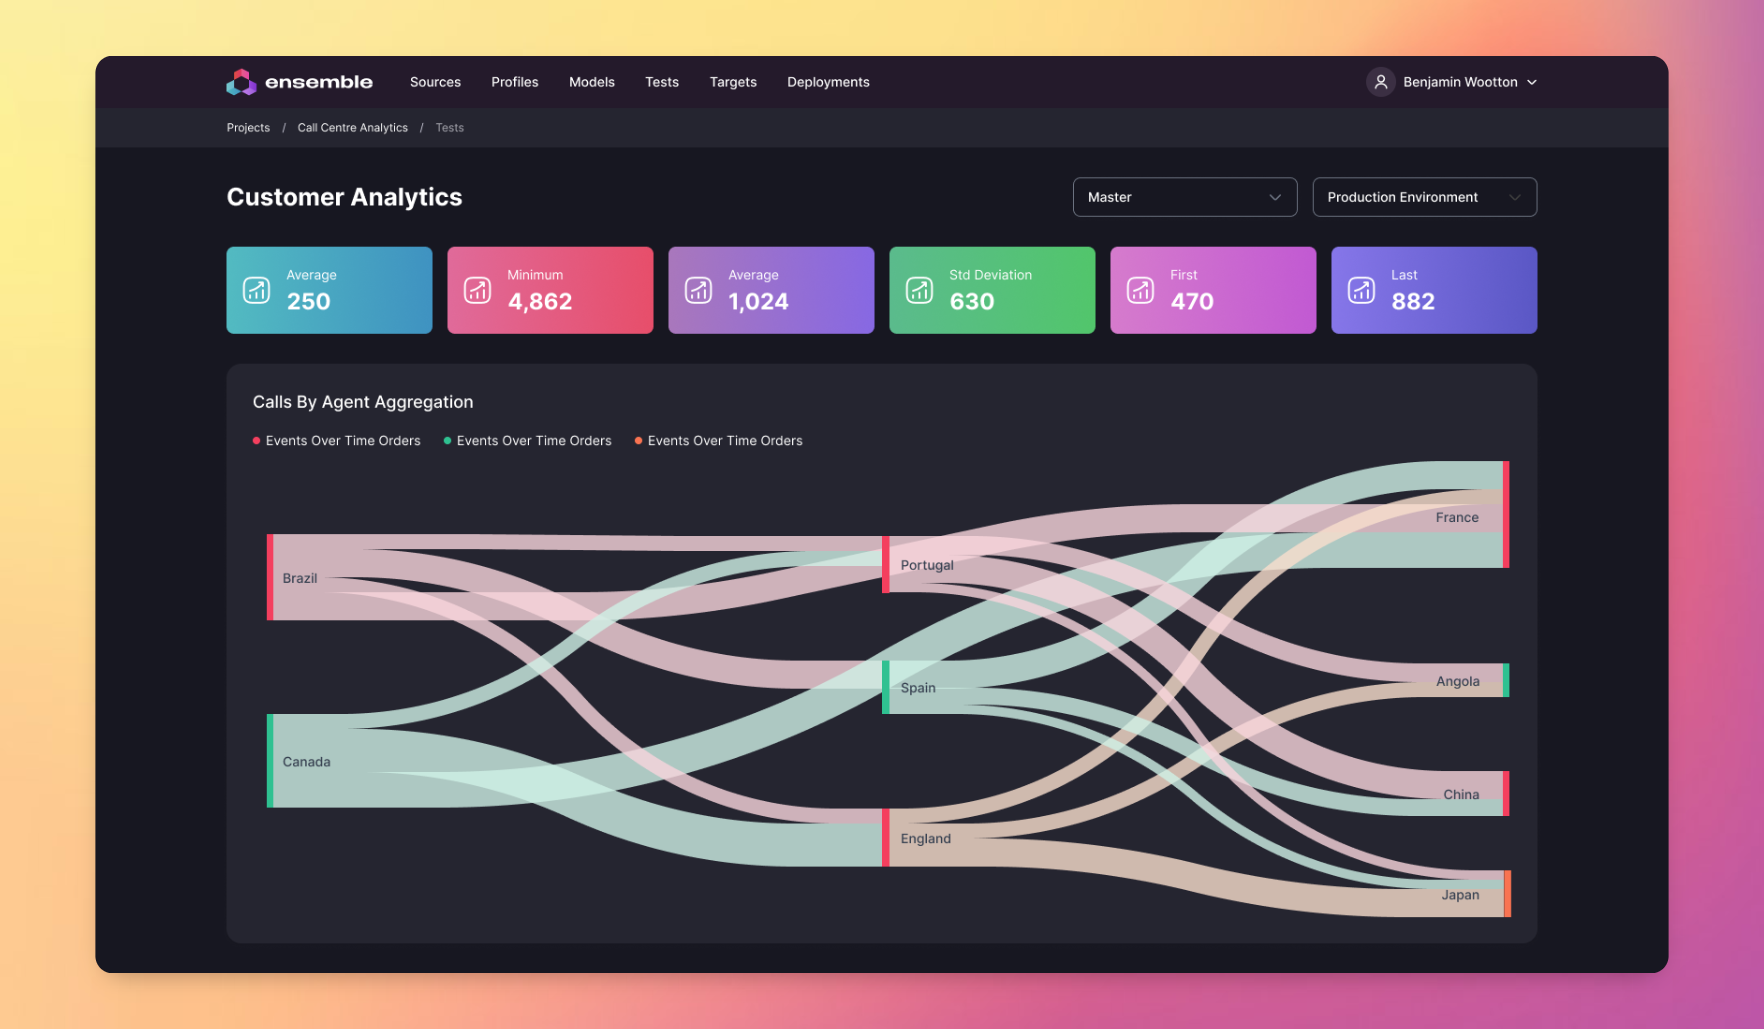 ensemble Sources Profiles Models Tests Targets Deployments Benjamin Wootton
Projects / Call Centre Analytics / Tests
Customer Analytics Master Production Environment
Average Minimum Average Std Deviation First Last
250 4,862 1,024 630 470 882
Calls By Agent Aggregation
Events Over Time Orders Events Over Time Orders Events Over Time Orders
France
Portugal
Brazil
Angola
Spain
Canada
China
England
Japan